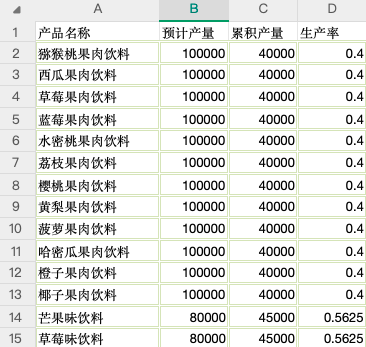 A B C D
1 产品名称 预计产量 累积产量 生产率
2 猕猴桃果肉饮料 100000 40000 0.4
3 西瓜果肉饮料 100000 40000 0.4
4 草莓果肉饮料 100000 40000 0.4
5 蓝莓果肉饮料 100000 40000 0.4
6 水密桃果肉饮料 100000 40000 0.4
7 荔枝果肉饮料 100000 40000 0.4
8 樱桃果肉饮料 100000 40000 0.4
9 黄梨果肉饮料 100000 40000 0.4
10 菠萝果肉饮料 100000 40000 0.4
11 哈密瓜果肉饮料 100000 40000 0.4
12 橙子果肉饮料 100000 40000 0.4
13 椰子果肉饮料 100000 40000 0.4
14 芒果味饮料 80000 45000 0.5625
15 草莓味饮料 80000 45000 0.5625